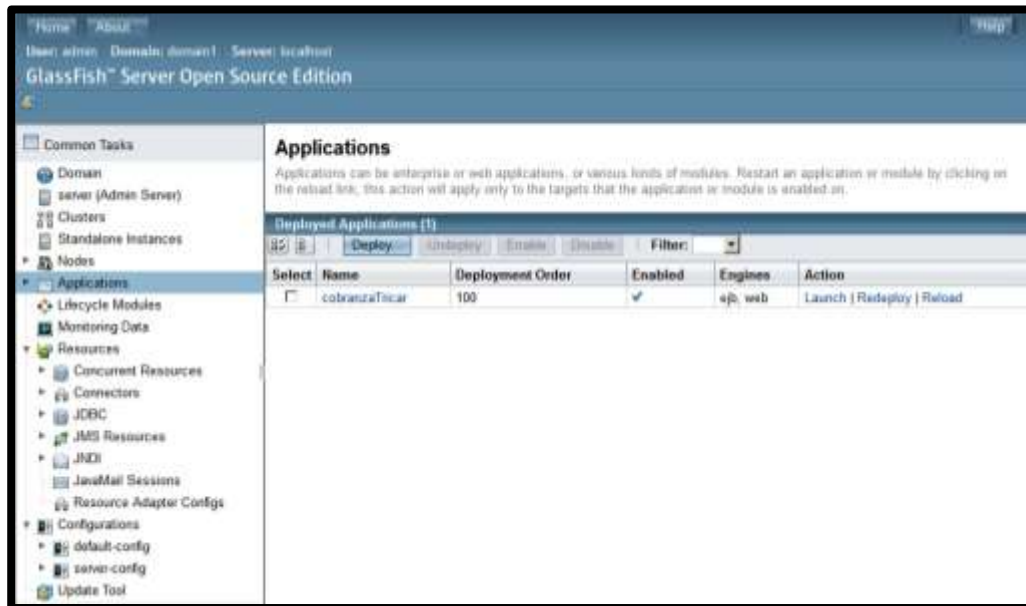 Home About Help
User: admin Domain: domain1 Server: localhost
GlassFish™ Server Open Source Edition
Common Tasks
Domain
server (Admin Server)
Clusters
Standalone Instances
Nodes
Applications
Lifecycle Modules
Monitoring Data
Resources
Concurrent Resources
Connectors
JDBC
JMS Resources
JNDI
JavaMail Sessions
Resource Adapter Configs
Configurations
default-config
server-config
Update Tool
Applications
Applications can be enterprise or web applications, or various kinds of modules. Restart an application or module by clicking on
the reload link, this action will apply only to the targets that the application or module is enabled on.
Deployed Applications (1)
Deploy... Undeploy Enable Disable Filter:
Select Name Deployment Order Enabled Engines Action
cobranzaTricar 100 ejb, web Launch | Redeploy | Reload